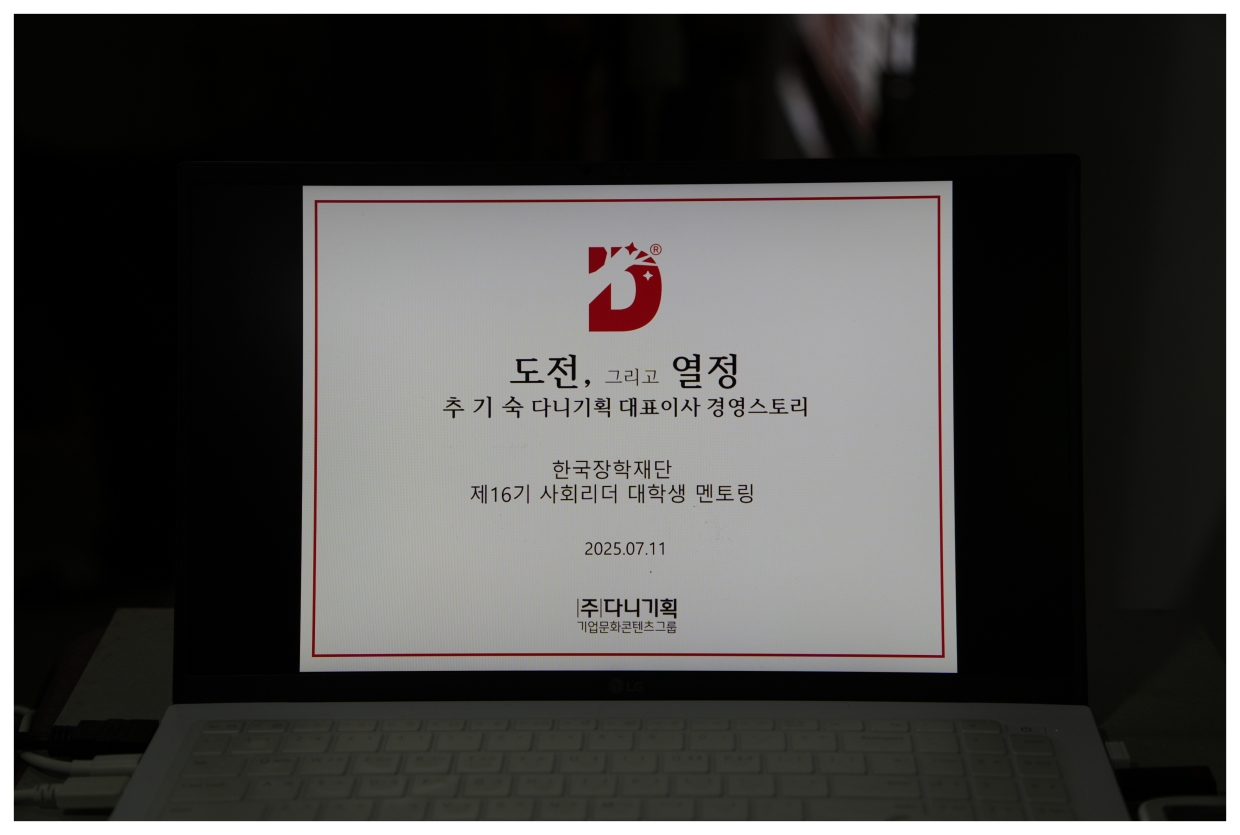 ®
도전, 그리고 열정
추 기 숙 다니기획 대표이사 경영스토리
한국장학재단
제16기 사회리더 대학생 멘토링
2025.07.11
|주|다니기획
기업문화콘텐츠그룹
LG